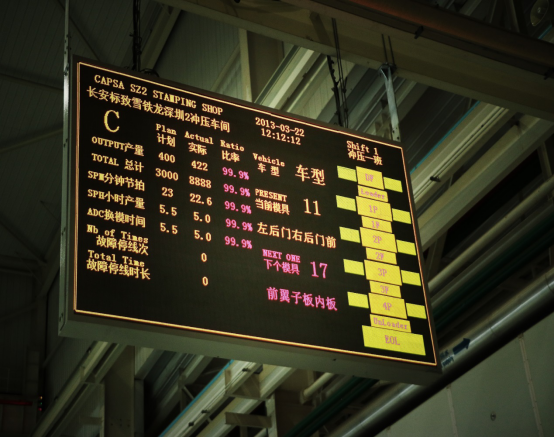 CAPSA SZ2 STAMPING SHOP
长安标致雪铁龙深圳2冲压车间
2013-03-22
12:12:12
Shift 1
冲压一班
C
Plan Actual Ratio
计划 实际 比率
Vehicle
车型 车型
OUTPUT产量 400 422 99.9%
TOTAL 总计 3000 8888 99.9%
SPM分钟节拍 23 22.6 99.9%
SPH小时产量 5.5 5.0 99.9%
ADC换模时间 5.5 5.0 99.9%
Nb of Times
故障停线次 0
Total Time
故障停线时长 0
PRESENT
当前模具 11
左后门右后门前
NEXT ONE
下个模具 17
前翼子板内板
DF
Loader
1P
1F
2P
2F
3P
3F
4P
UnLoader
EOL